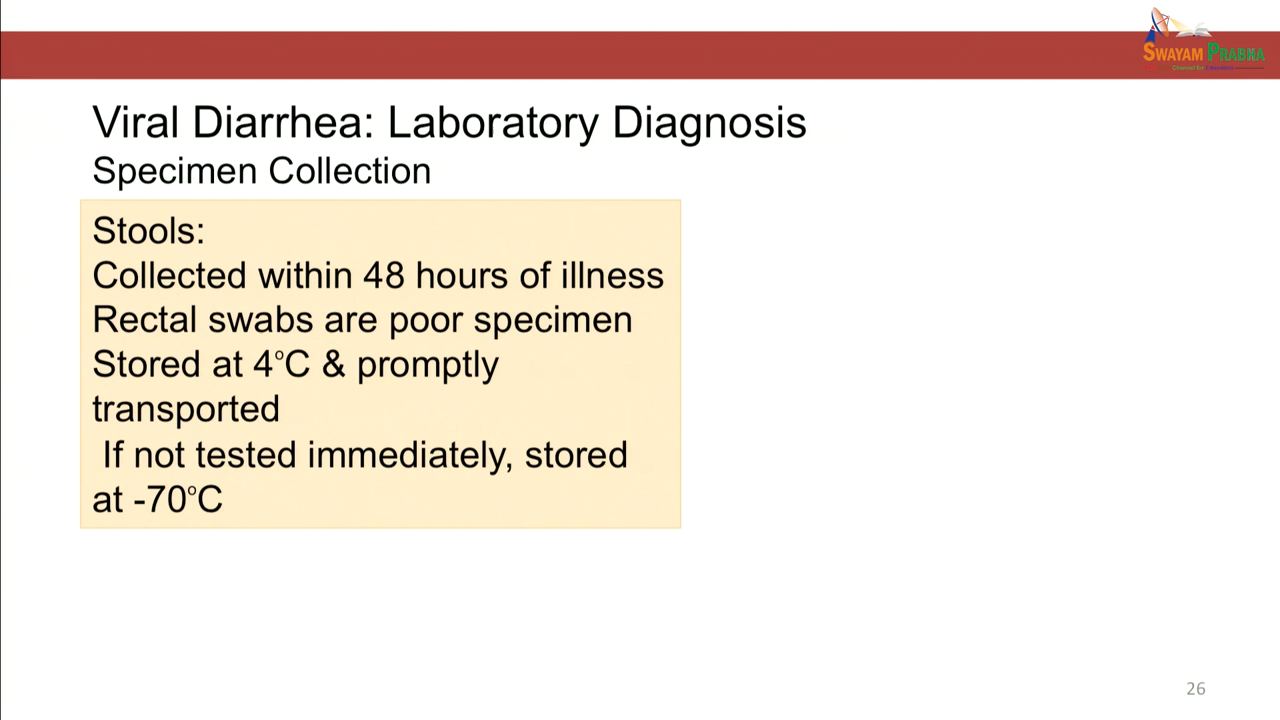 SWAYAM PRABHA
Viral Diarrhea: Laboratory Diagnosis
Specimen Collection
Stools:
Collected within 48 hours of illness
Rectal swabs are poor specimen
Stored at 4°C & promptly
transported
If not tested immediately, stored
at -70°C
26